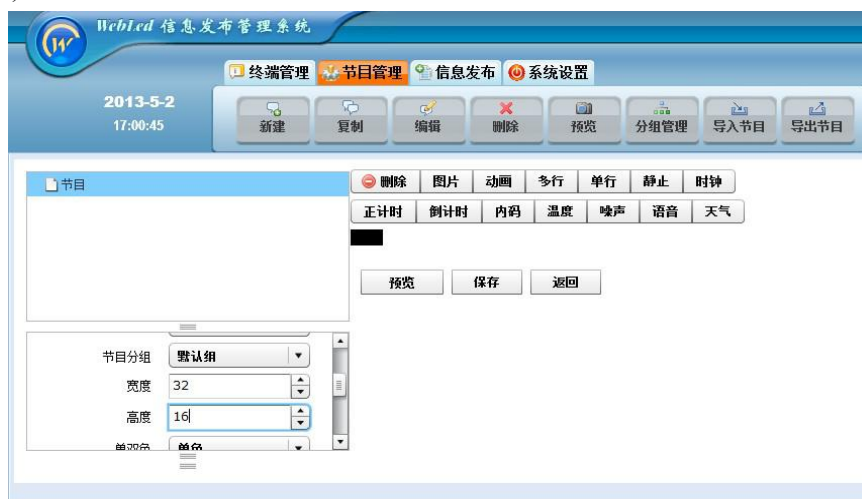 WebLed 信息发布管理系统
终端管理 节目管理 信息发布 系统设置
2013-5-2
17:00:45
新建 复制 编辑 删除 预览 分组管理 导入节目 导出节目
节目
删除 图片 动画 多行 单行 静止 时钟
正计时 倒计时 内码 温度 噪声 语音 天气
预览 保存 返回
节目分组 默认组
宽度 32
高度 16
单双色 单色